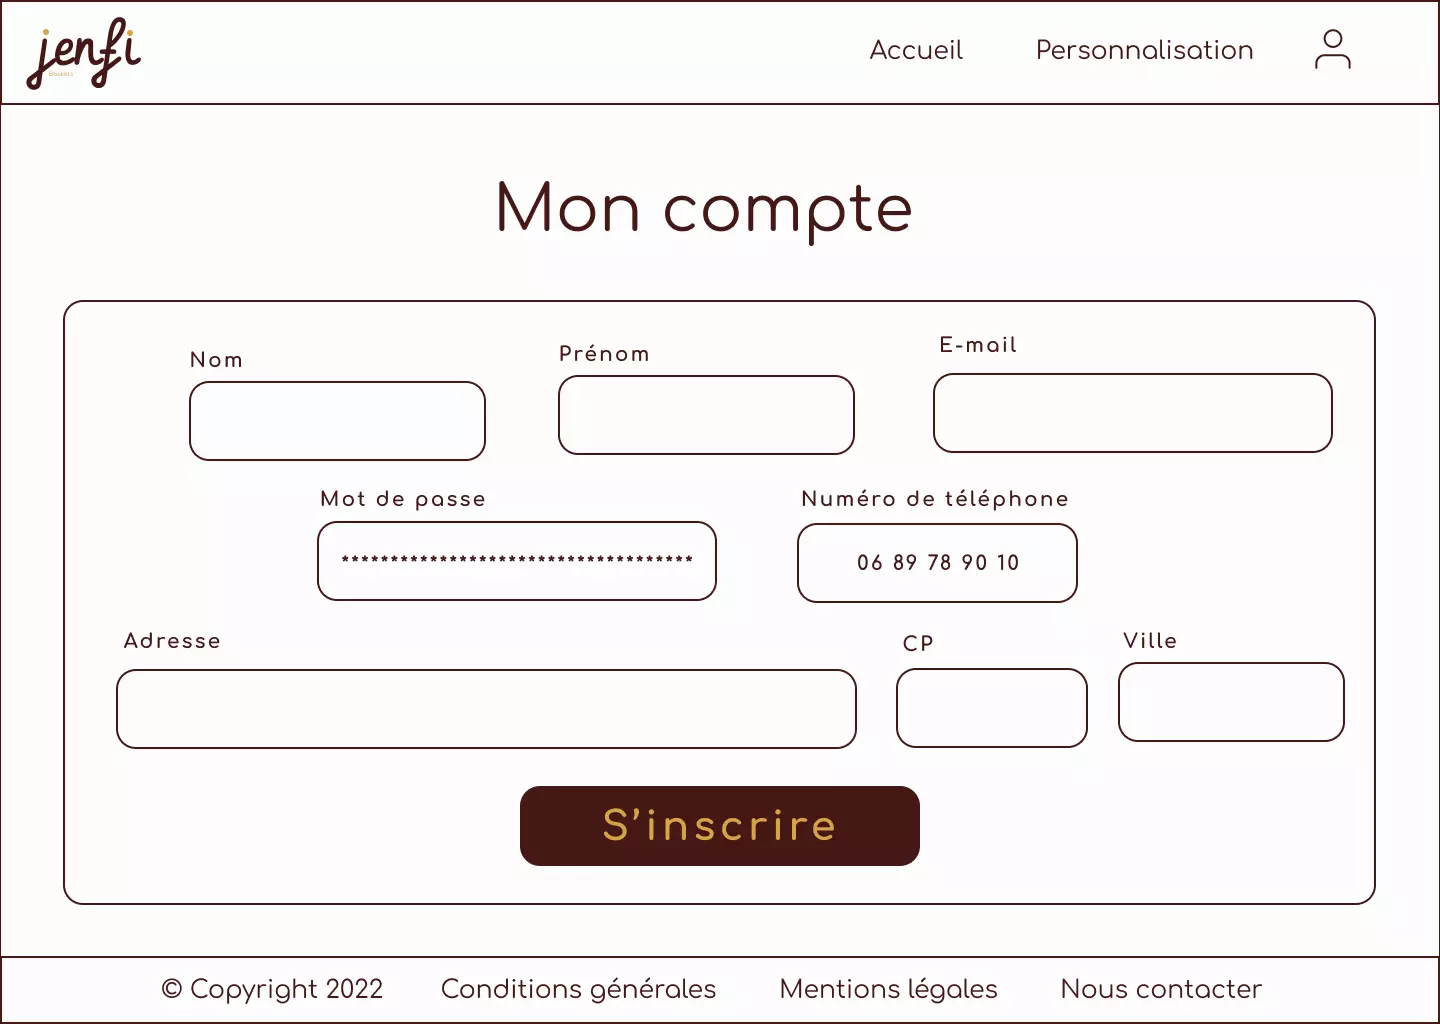 jenfi
Baskets
Accueil
Personnalisation
Mon compte
Nom
Prénom
E-mail
Mot de passe
Numéro de téléphone
************************************
06 89 78 90 10
Adresse
CP
Ville
S’inscrire
© Copyright 2022
Conditions générales
Mentions légales
Nous contacter